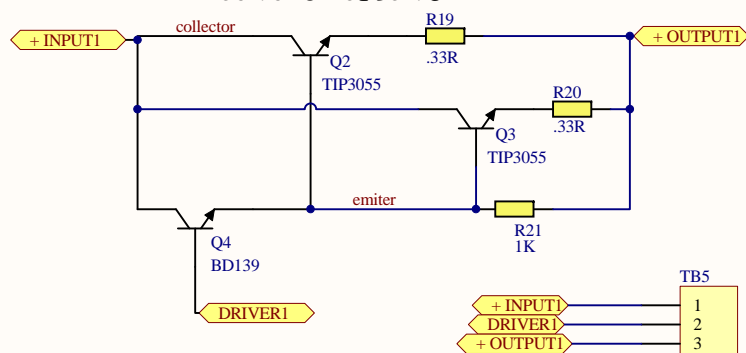 collector
R19
+ INPUT1
+ OUTPUT1
Q2
.33R
TIP3055
R20
Q3
.33R
TIP3055
emiter
R21
1K
Q4
BD139
DRIVER1
TB5
+ INPUT1
1
DRIVER1
2
+ OUTPUT1
3